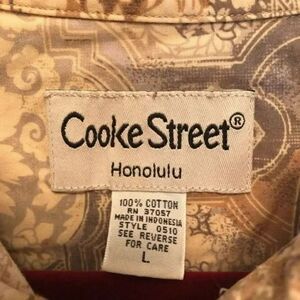 Cooke Street®
Honolulu
100% COTTON
RN 37057
MADE IN INDONESIA
STYLE 0510
SEE REVERSE
FOR CARE
L